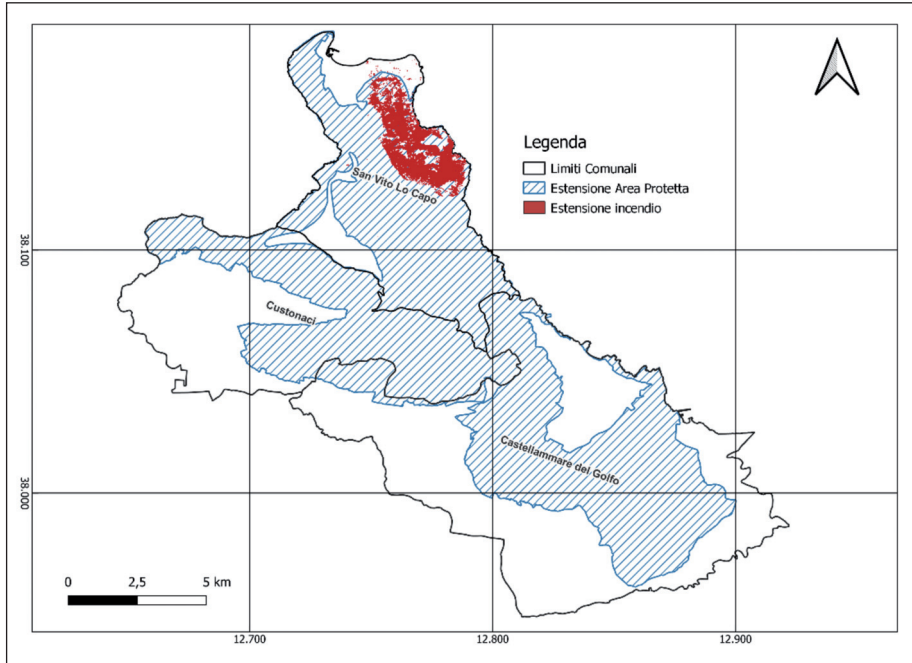 Legenda
Limiti Comunali
Estensione Area Protetta
Estensione incendio
San Vito Lo Capo
38.100
Custonaci
Castellammare del Golfo
38.000
0 2,5 5 km
12.700 12.800 12.900